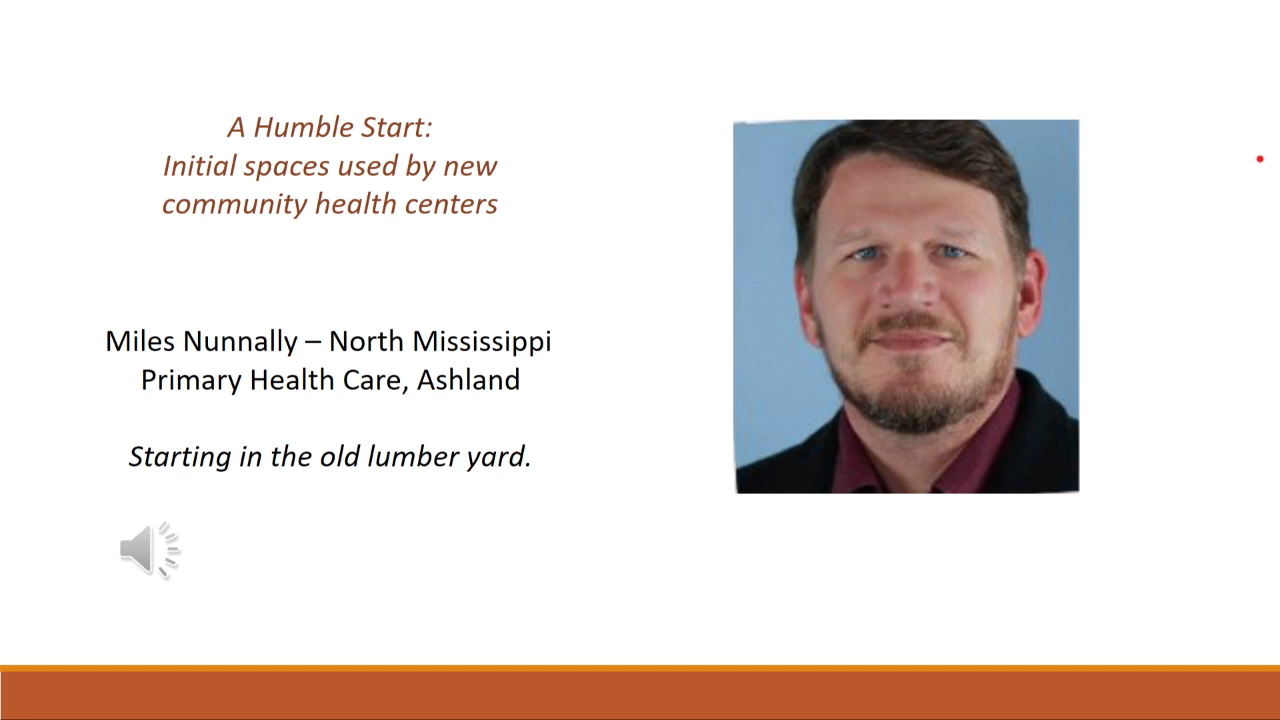 A Humble Start:
Initial spaces used by new
community health centers
Miles Nunnally – North Mississippi
Primary Health Care, Ashland
Starting in the old lumber yard.